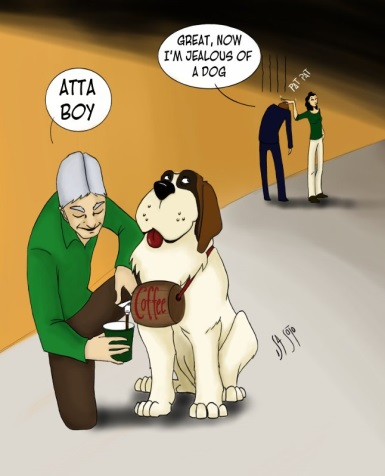 ATTA
BOY
GREAT, NOW
I'M JEALOUS OF
A DOG
PAT PAT
Coffee